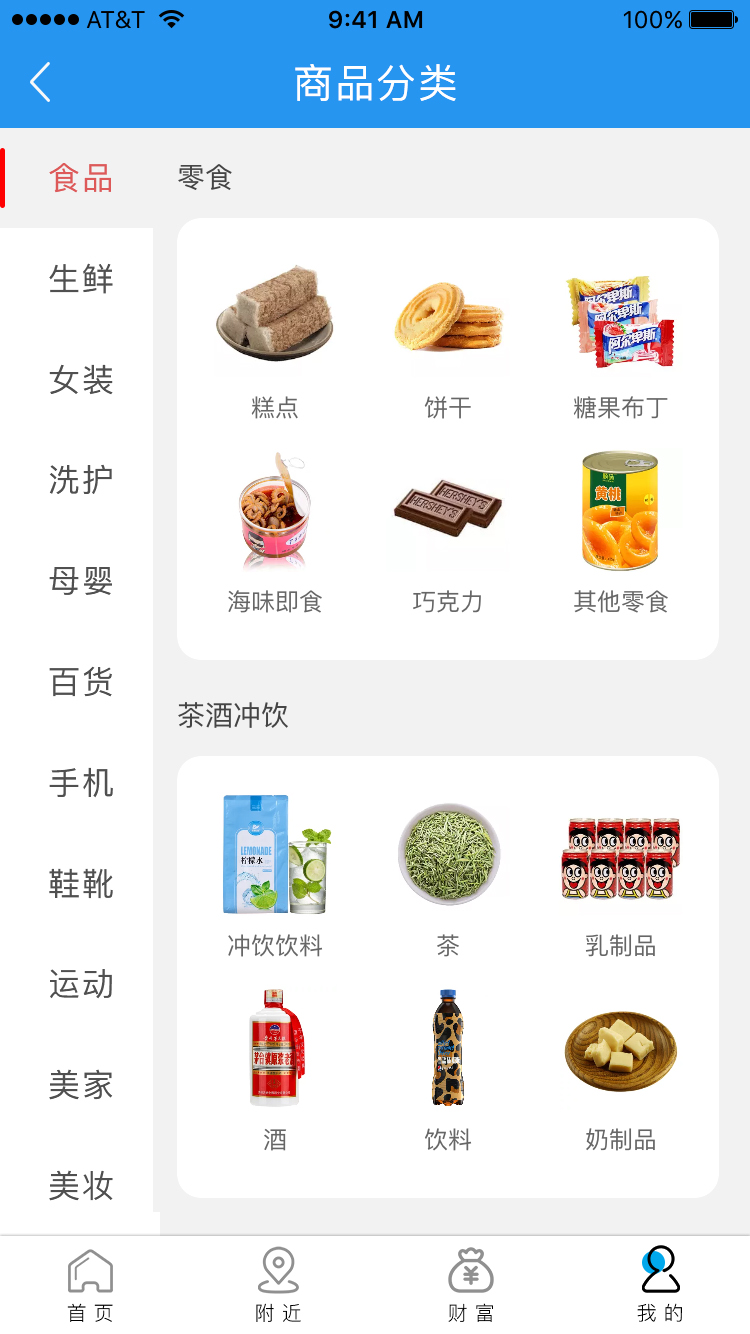 AT&T 9:41 AM 100%
商品分类
食品
生鲜
女装
洗护
母婴
百货
手机
鞋靴
运动
美家
美妆
零食
阿尔卑斯
阿尔卑斯
阿尔卑斯
糕点 饼干 糖果布丁
HERSHEY'S
HERSHEY'S
黄桃
海味即食 巧克力 其他零食
茶酒冲饮
LEMONADE
柠檬水
冲饮饮料 茶 乳制品
酒 饮料 奶制品
首页 附近 财富 我的